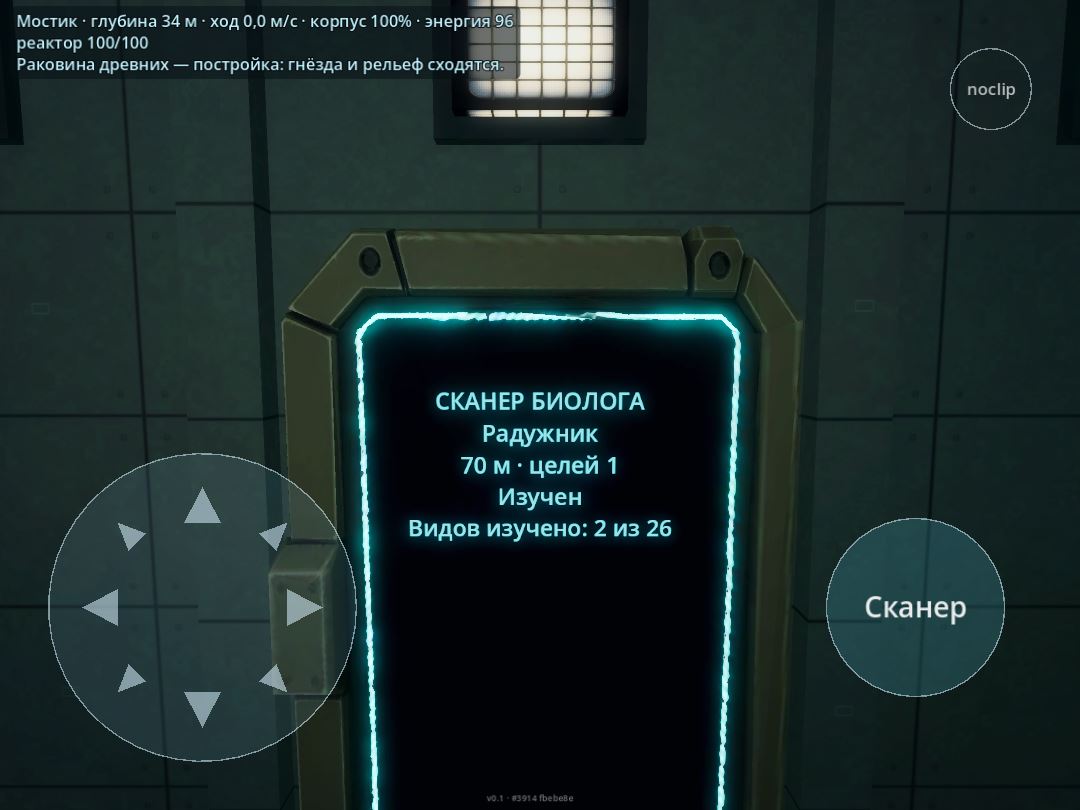 Мостик · глубина 34 м · ход 0,0 м/с · корпус 100% · энергия 96
реактор 100/100
Раковина древних — постройка: гнёзда и рельеф сходятся.
noclip
СКАНЕР БИОЛОГА
Радужник
70 м · целей 1
Изучен
Видов изучено: 2 из 26
Сканер
v0.1 · #3914 fbebe8e